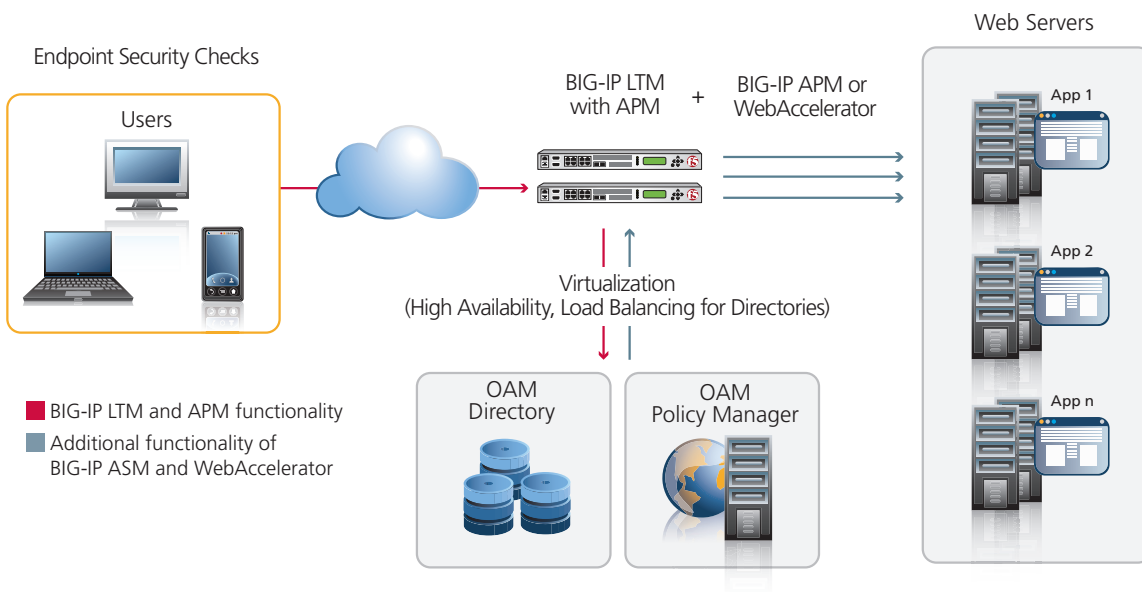 Web Servers
Endpoint Security Checks
Users
BIG-IP LTM
with APM
+
BIG-IP APM or
WebAccelerator
App 1
App 2
App n
Virtualization
(High Availability, Load Balancing for Directories)
OAM
Directory
OAM
Policy Manager
BIG-IP LTM and APM functionality
Additional functionality of
BIG-IP ASM and WebAccelerator